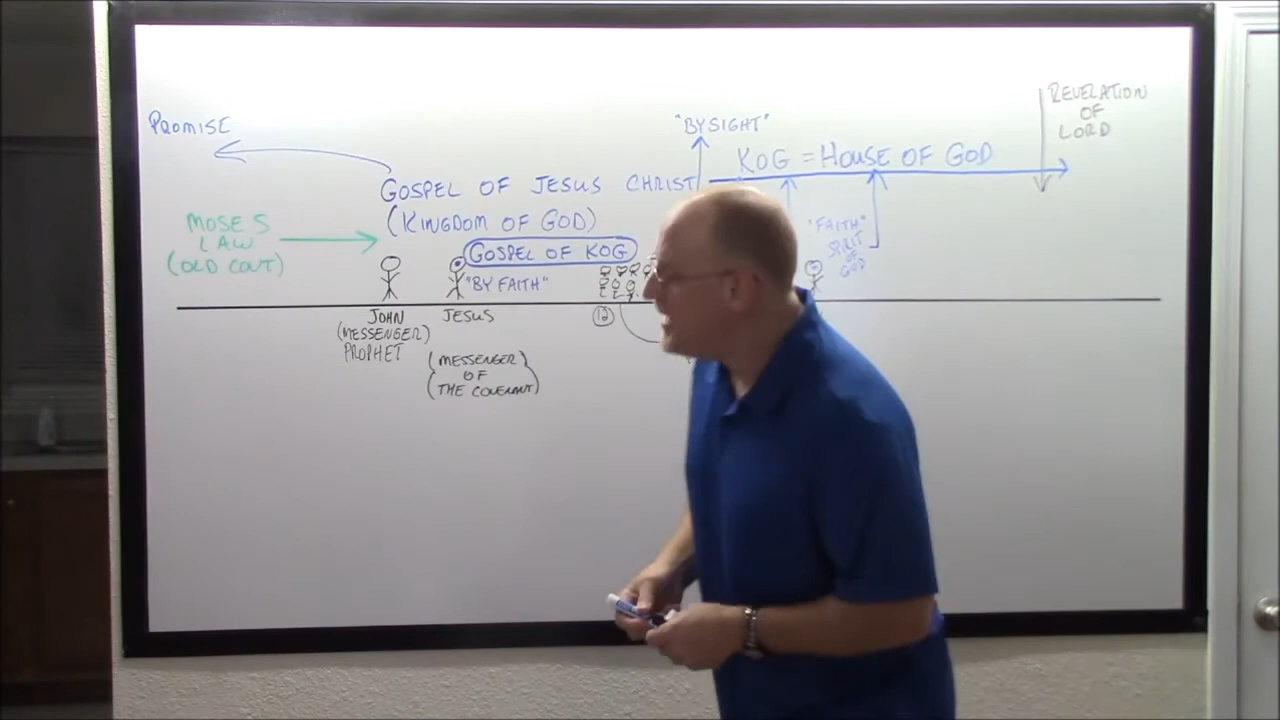 PROMISE
GOSPEL OF JESUS CHRIST
(KINGDOM OF GOD)
GOSPEL OF KOG
"BY FAITH"
MOSES
LAW
(OLD COVT)
JOHN
(MESSENGER)
PROPHET
JESUS
(MESSENGER
OF
THE COVENANT)
12
"BY SIGHT"
KOG = HOUSE OF GOD
"FAITH"
SPIRIT
OF
GOD
REVELATION
OF
LORD